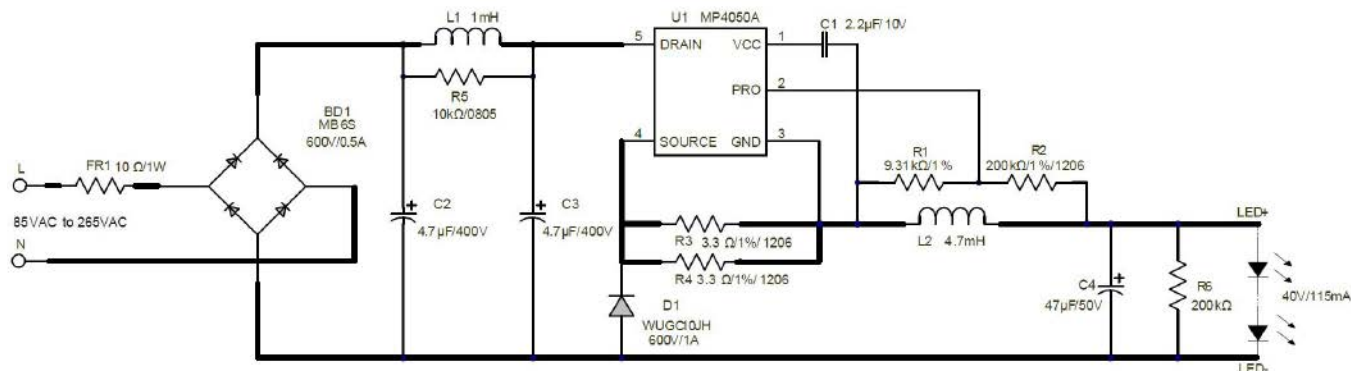 L1 1mH
U1 MP4050A
C1 2.2µF/10V
5 DRAIN VCC 1
PRO 2
4 SOURCE GND 3
R5
10kΩ/0805
BD1
MB6S
600V/0.5A
L
FR1 10 Ω/1W
85VAC to 265VAC
N
C2
4.7µF/400V
C3
4.7µF/400V
R1
9.31kΩ/1%
R2
200kΩ/1%/1206
R3 3.3 Ω/1%/1206
R4 3.3 Ω/1%/1206
L2 4.7mH
D1
WUGC10JH
600V/1A
C4
47µF/50V
R6
200kΩ
LED+
40V/115mA
LED-